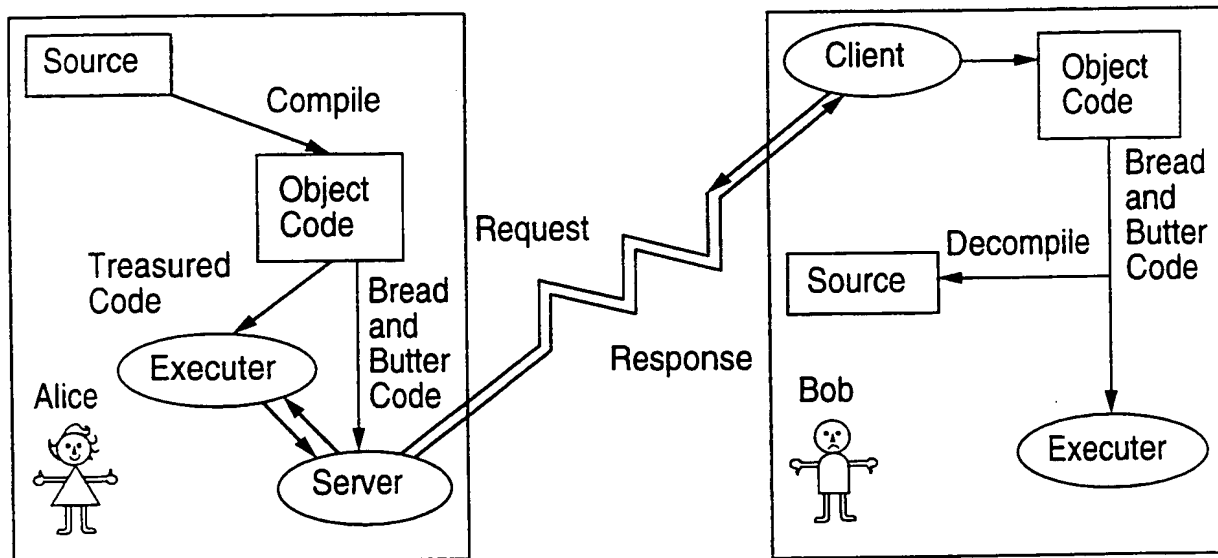 Source
Compile
Object
Code
Treasured
Code
Bread
and
Butter
Code
Executer
Alice
Server
Request
Response
Client
Object
Code
Bread
and
Butter
Code
Decompile
Source
Bob
Executer